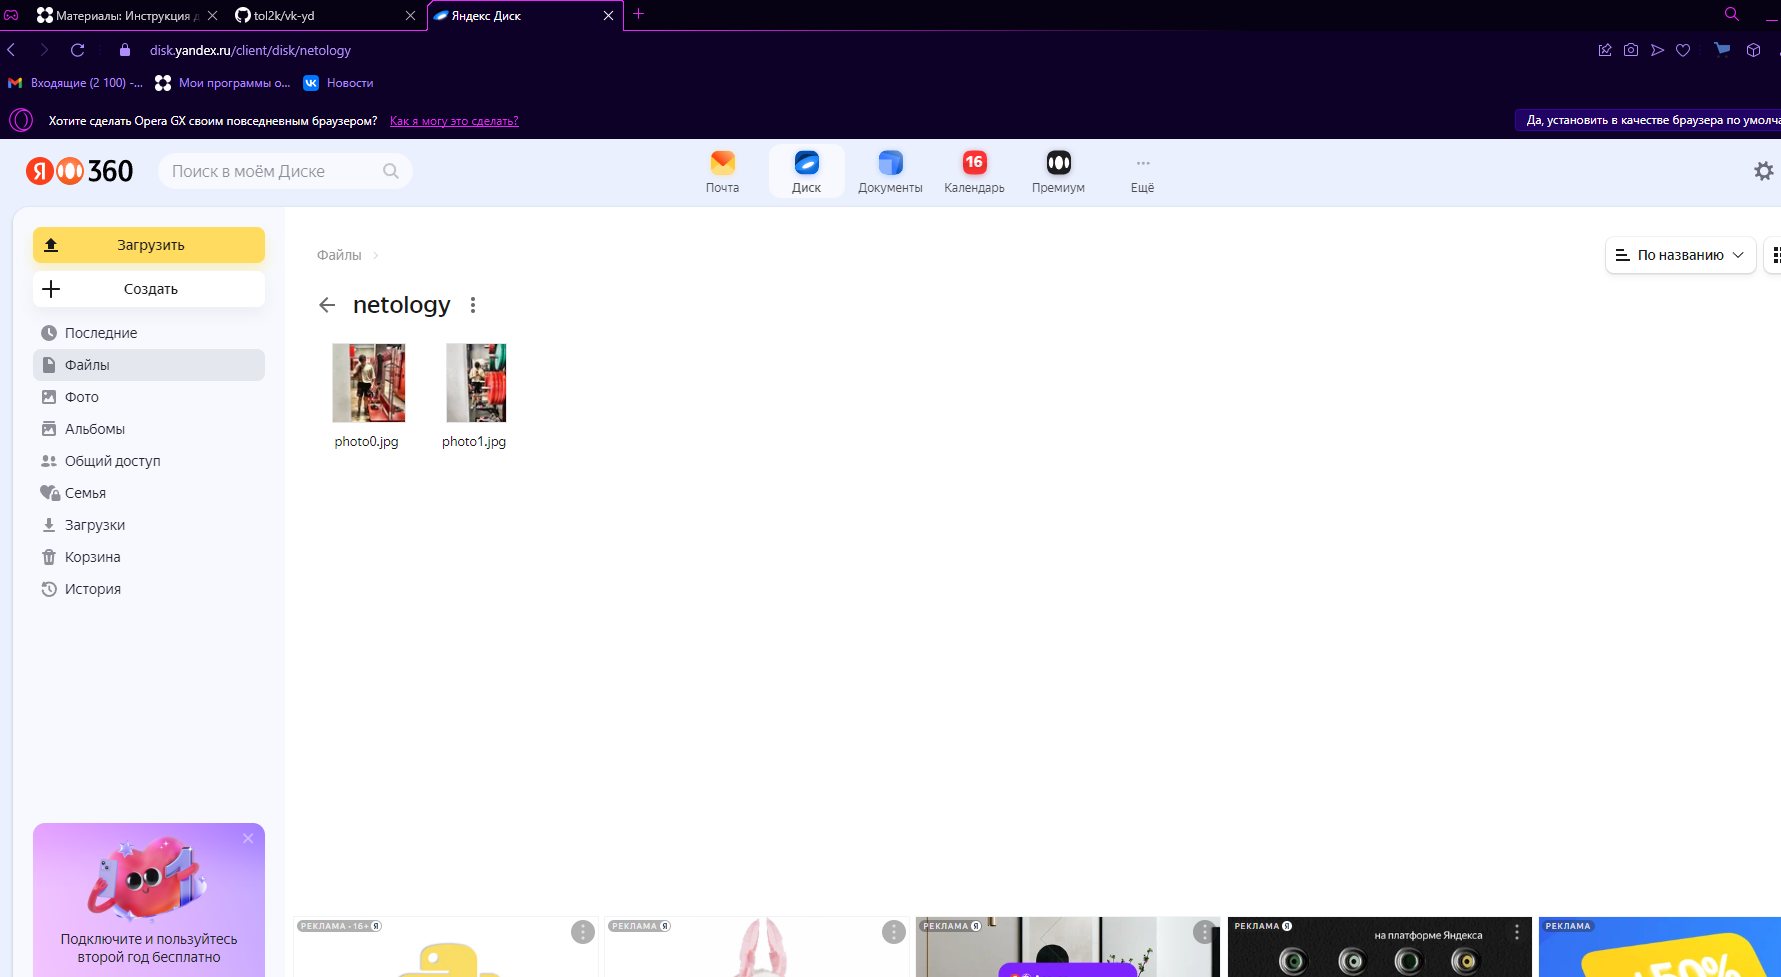 Материалы: Инструкция д
tol2k/vk-yd
Яндекс Диск
disk.yandex.ru/client/disk/netology
Входящие (2 100) -...
Мои программы о...
Новости
Хотите сделать Opera GX своим повседневным браузером?
Как я могу это сделать?
Да, установить в качестве браузера по умолча
Я 360
Поиск в моём Диске
Почта
Диск
Документы
16
Календарь
Премиум
Ещё
Загрузить
Создать
Последние
Файлы
Фото
Альбомы
Общий доступ
Семья
Загрузки
Корзина
История
Файлы
По названию
netology
photo0.jpg
photo1.jpg
Подключите и пользуйтесь
второй год бесплатно
РЕКЛАМА • 16+ Я
РЕКЛАМА Я
РЕКЛАМА Я
РЕКЛАМА Я
на платформе Яндекса
РЕКЛАМА